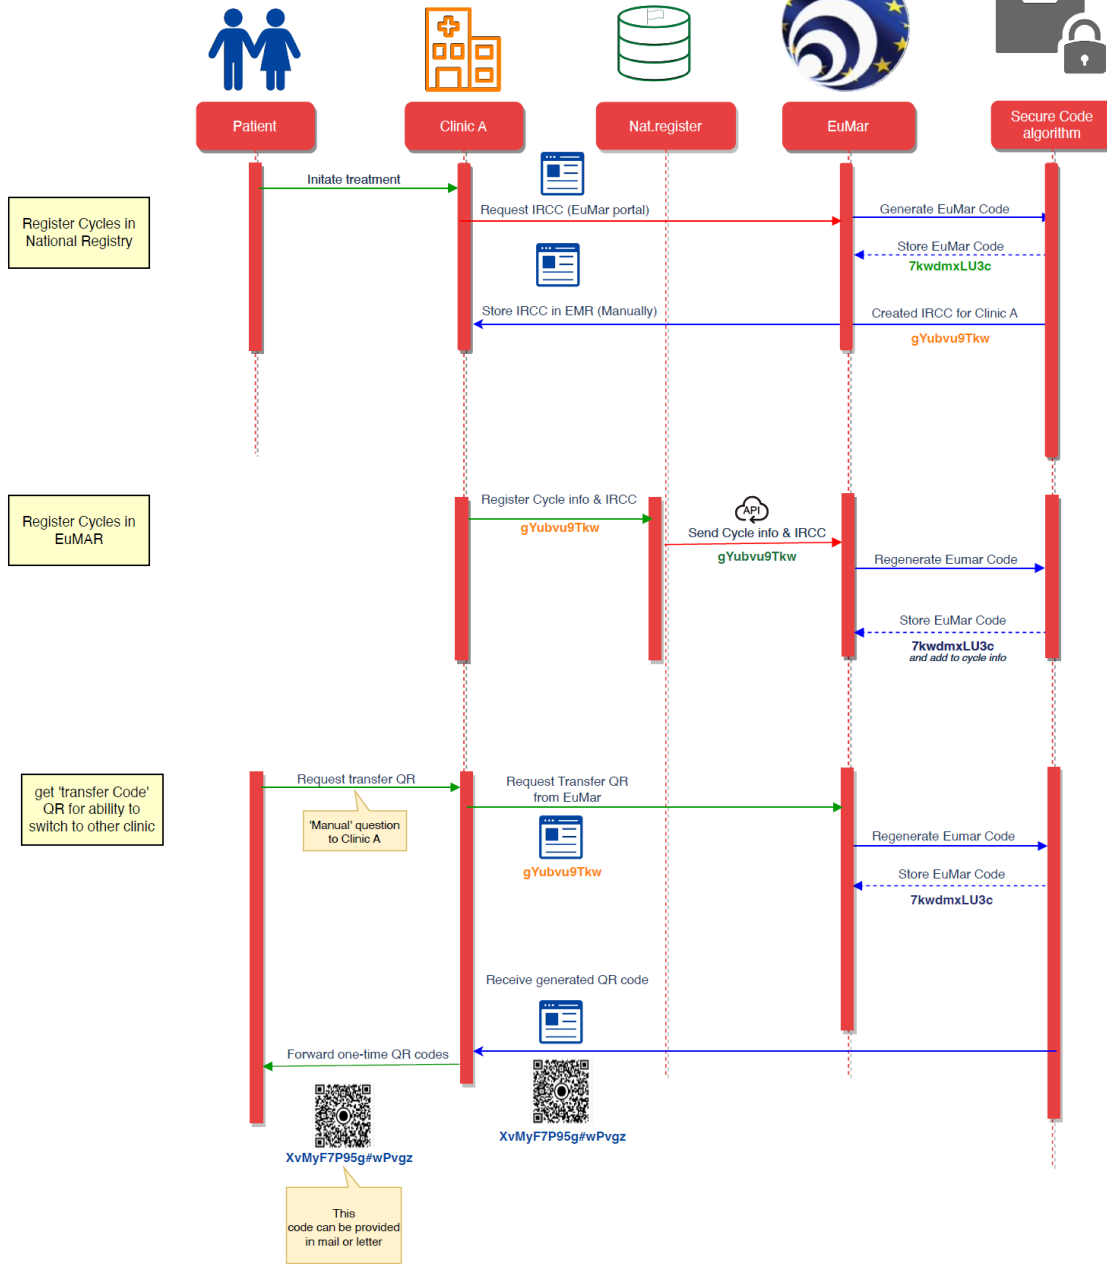 Patient
Clinic A
Nat.register
EuMar
Secure Code
algorithm
Register Cycles in
National Registry
Initate treatment
Request IRCC (EuMar portal)
Generate EuMar Code
Store EuMar Code
7kwdmxLU3c
Store IRCC in EMR (Manually)
Created IRCC for Clinic A
gYubvu9Tkw
Register Cycles in
EuMAR
Register Cycle info & IRCC
gYubvu9Tkw
API
Send Cycle info & IRCC
gYubvu9Tkw
Regenerate Eumar Code
Store EuMar Code
7kwdmxLU3c
and add to cycle info
get 'transfer Code'
QR for ability to
switch to other clinic
Request transfer QR
'Manual' question
to Clinic A
Request Transfer QR
from EuMar
gYubvu9Tkw
Regenerate Eumar Code
Store EuMar Code
7kwdmxLU3c
Receive generated QR code
Forward one-time QR codes
XvMyF7P95g#wPvgz
XvMyF7P95g#wPvgz
This
code can be provided
in mail or letter